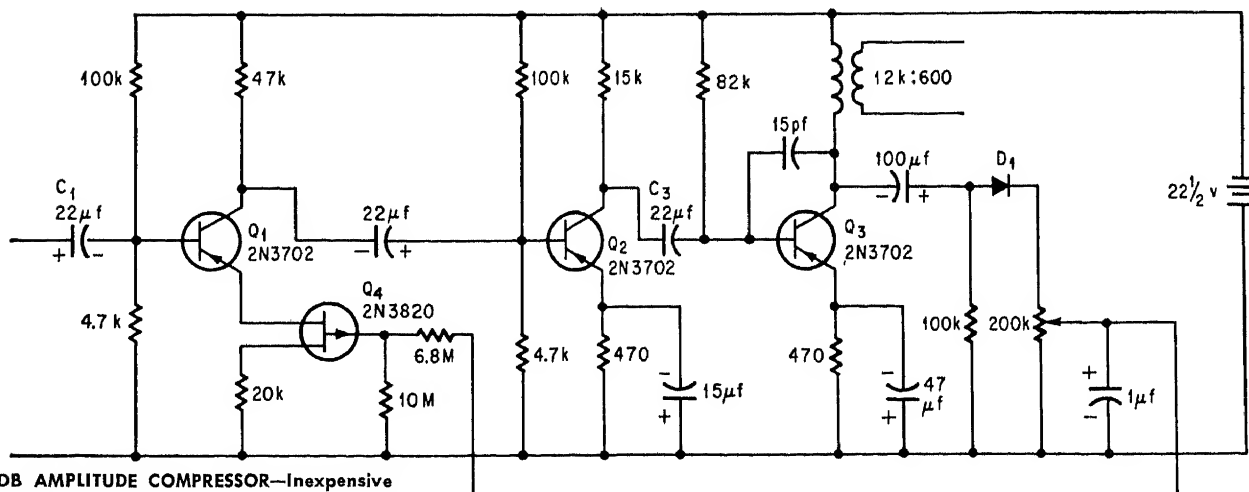 100k
47k
100k
15k
82k
12k:600
15pf
C1
22μf
+ -
Q1
2N3702
22μf
- +
C3
22μf
Q2
2N3702
Q3
2N3702
100μf
- +
D1
22½ v
4.7k
Q4
2N3820
6.8M
20k
10M
4.7k
470
-
15μf
+
470
-
47
μf
+
100k
200k
+
1μf
-
DB AMPLITUDE COMPRESSOR—Inexpensive